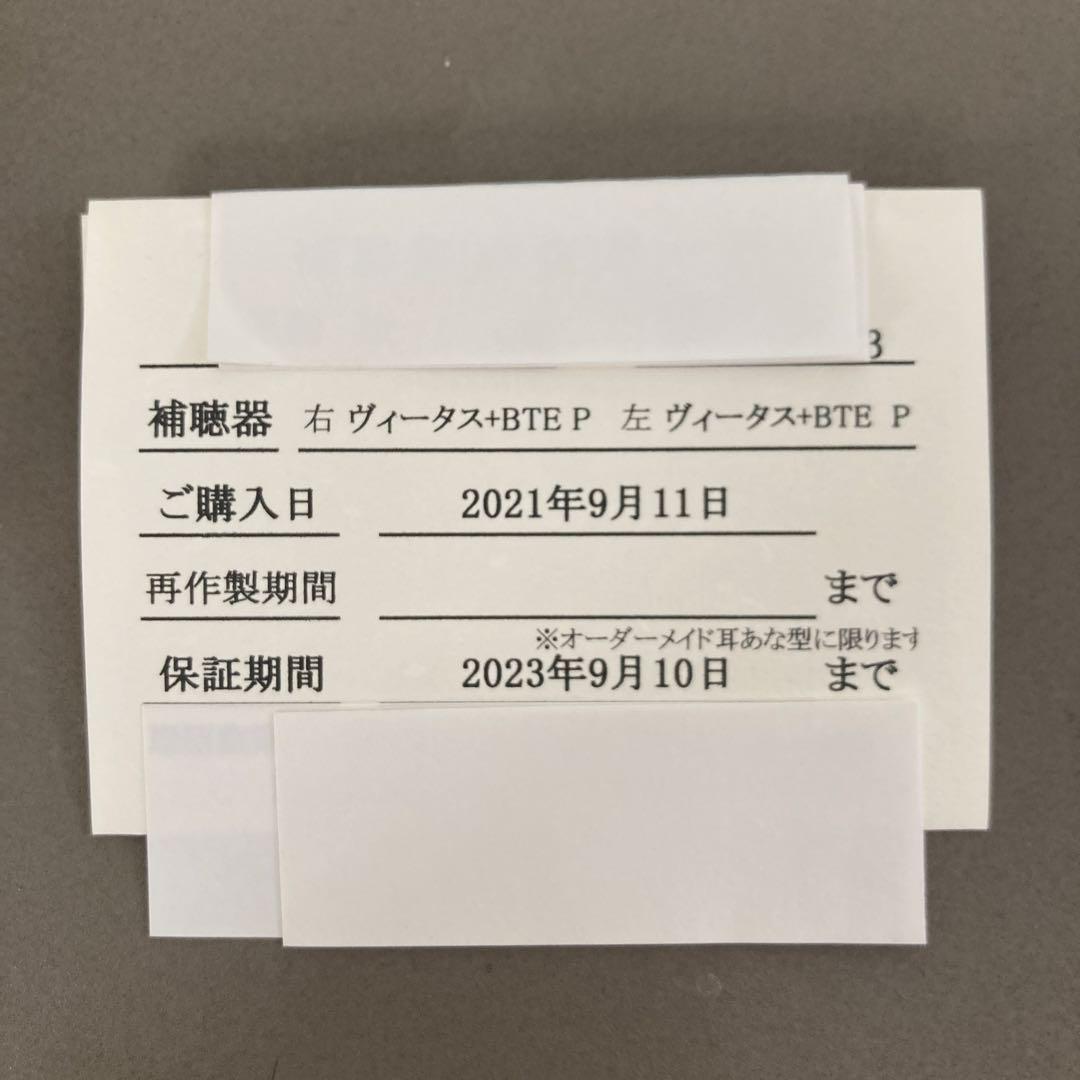 補聴器 右 ヴィータス+BTE P 左 ヴィータス+BTE P
ご購入日 2021年9月11日
再作製期間 まで
※オーダーメイド耳あな型に限ります
保証期間 2023年9月10日 まで